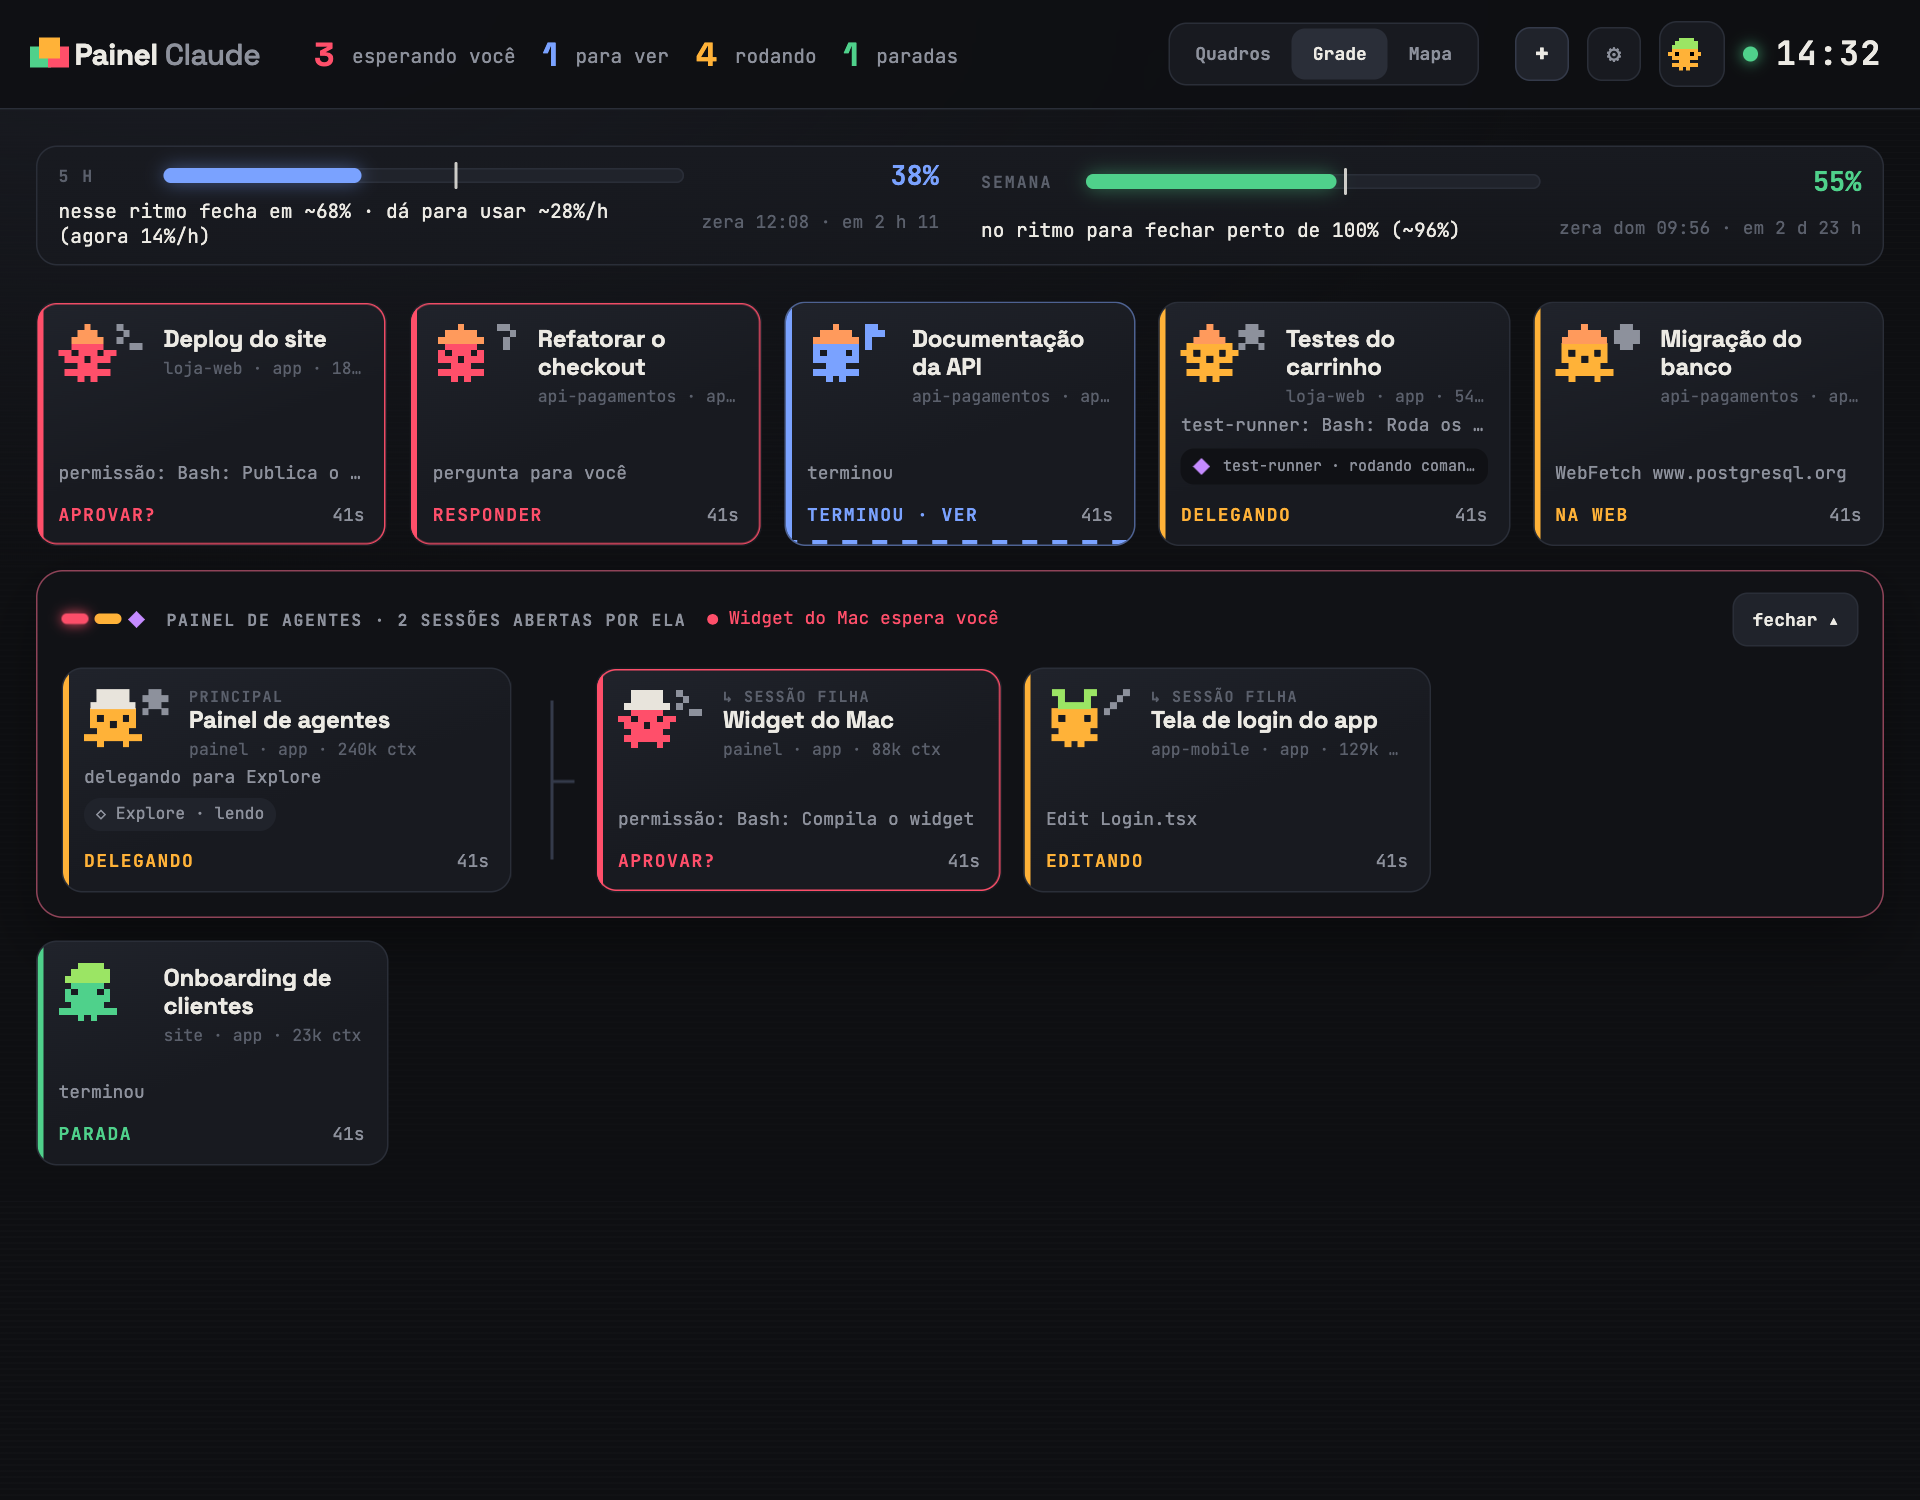 Painel Claude
3 esperando você 1 para ver 4 rodando 1 paradas
Quadros Grade Mapa
+
14:32
5 H
38%
nesse ritmo fecha em ~68% · dá para usar ~28%/h
(agora 14%/h)
zera 12:08 · em 2 h 11
SEMANA
55%
no ritmo para fechar perto de 100% (~96%)
zera dom 09:56 · em 2 d 23 h
Deploy do site
loja-web · app · 18…
permissão: Bash: Publica o …
APROVAR? 41s
Refatorar o
checkout
api-pagamentos · ap…
pergunta para você
RESPONDER 41s
Documentação
da API
api-pagamentos · ap…
terminou
TERMINOU · VER 41s
Testes do
carrinho
loja-web · app · 54…
test-runner: Bash: Roda os …
test-runner · rodando coman…
DELEGANDO 41s
Migração do
banco
api-pagamentos · ap…
WebFetch www.postgresql.org
NA WEB 41s
PAINEL DE AGENTES · 2 SESSÕES ABERTAS POR ELA
Widget do Mac espera você
fechar ▴
PRINCIPAL
Painel de agentes
painel · app · 240k ctx
delegando para Explore
◇ Explore · lendo
DELEGANDO 41s
↳ SESSÃO FILHA
Widget do Mac
painel · app · 88k ctx
permissão: Bash: Compila o widget
APROVAR? 41s
↳ SESSÃO FILHA
Tela de login do app
app-mobile · app · 129k …
Edit Login.tsx
EDITANDO 41s
Onboarding de
clientes
site · app · 23k ctx
terminou
PARADA 41s